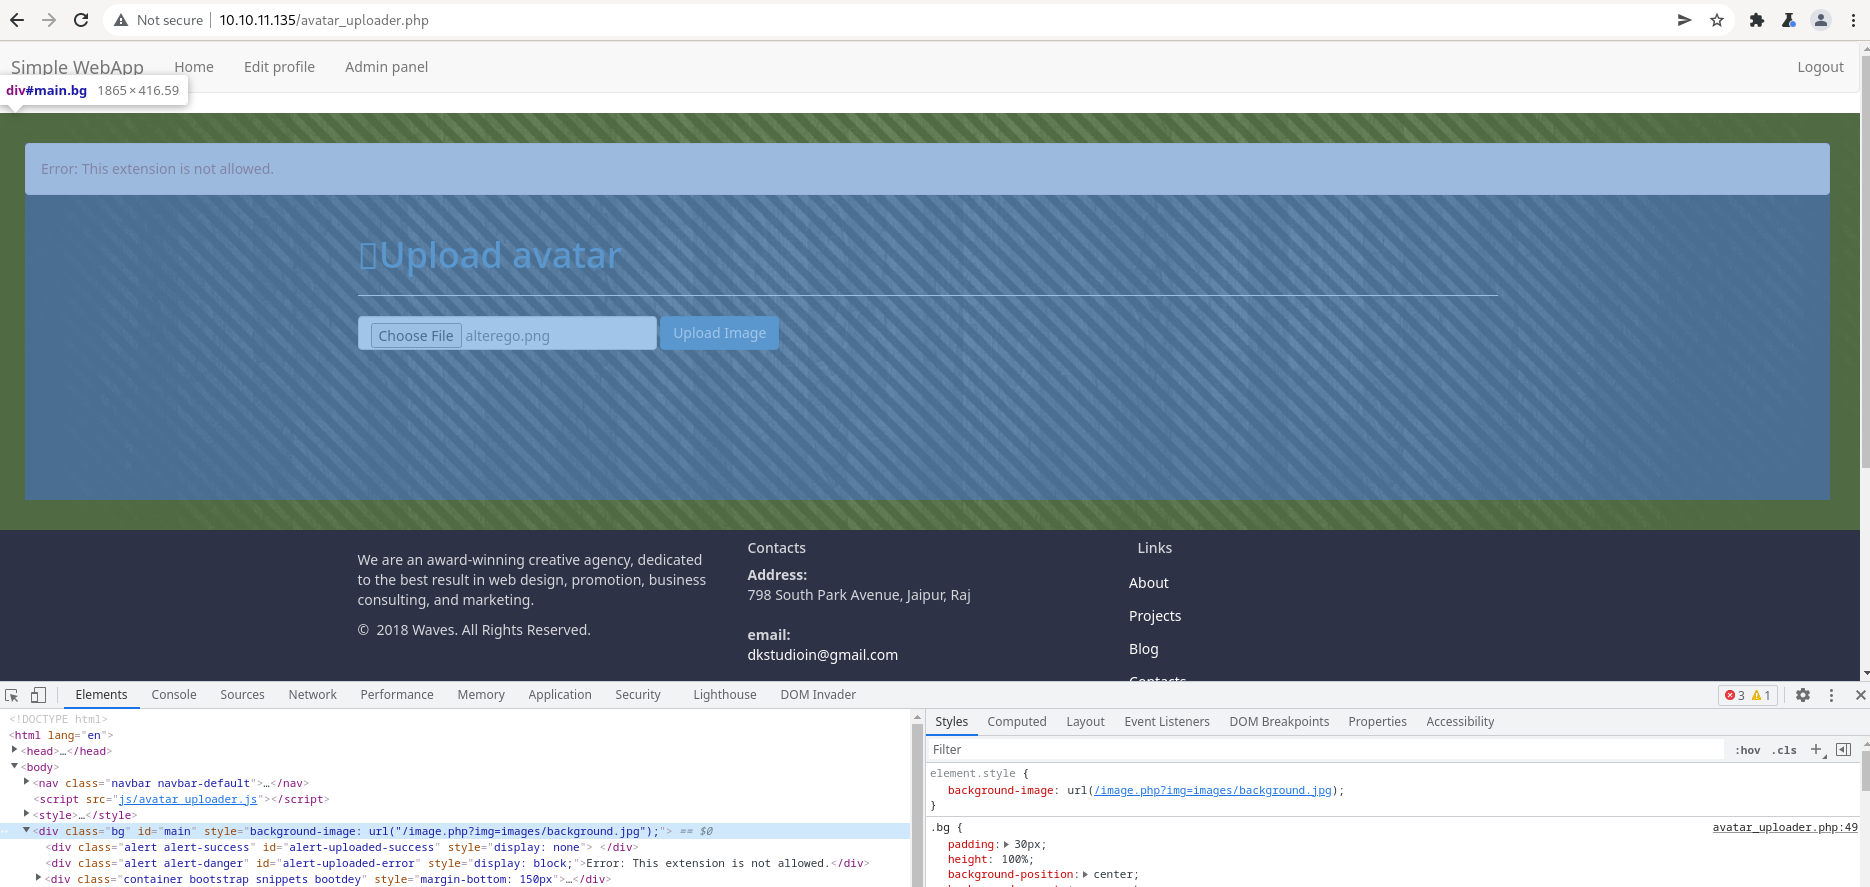 Not secure 10.10.11.135/avatar_uploader.php
Simple WebApp Home Edit profile Admin panel Logout
div#main.bg 1865 × 416.59
Error: This extension is not allowed.
Upload avatar
Choose File alterego.png Upload Image
We are an award-winning creative agency, dedicated
to the best result in web design, promotion, business
consulting, and marketing.
© 2018 Waves. All Rights Reserved.
Contacts
Address:
798 South Park Avenue, Jaipur, Raj
email:
dkstudioin@gmail.com
Links
About
Projects
Blog
Contacts
Elements Console Sources Network Performance Memory Application Security Lighthouse DOM Invader 3 1
<!DOCTYPE html>
<html lang="en">
<head>…</head>
<body>
<nav class="navbar navbar-default">…</nav>
<script src="js/avatar_uploader.js"></script>
<style>…</style>
<div class="bg" id="main" style="background-image: url("/image.php?img=images/background.jpg");"> == $0
<div class="alert alert-success" id="alert-uploaded-success" style="display: none"> </div>
<div class="alert alert-danger" id="alert-uploaded-error" style="display: block;">Error: This extension is not allowed.</div>
<div class="container bootstrap snippets bootdey" style="margin-bottom: 150px">…</div>
Styles Computed Layout Event Listeners DOM Breakpoints Properties Accessibility
Filter :hov .cls
element.style {
background-image: url(/image.php?img=images/background.jpg);
}
.bg { avatar_uploader.php:49
padding: 30px;
height: 100%;
background-position: center;